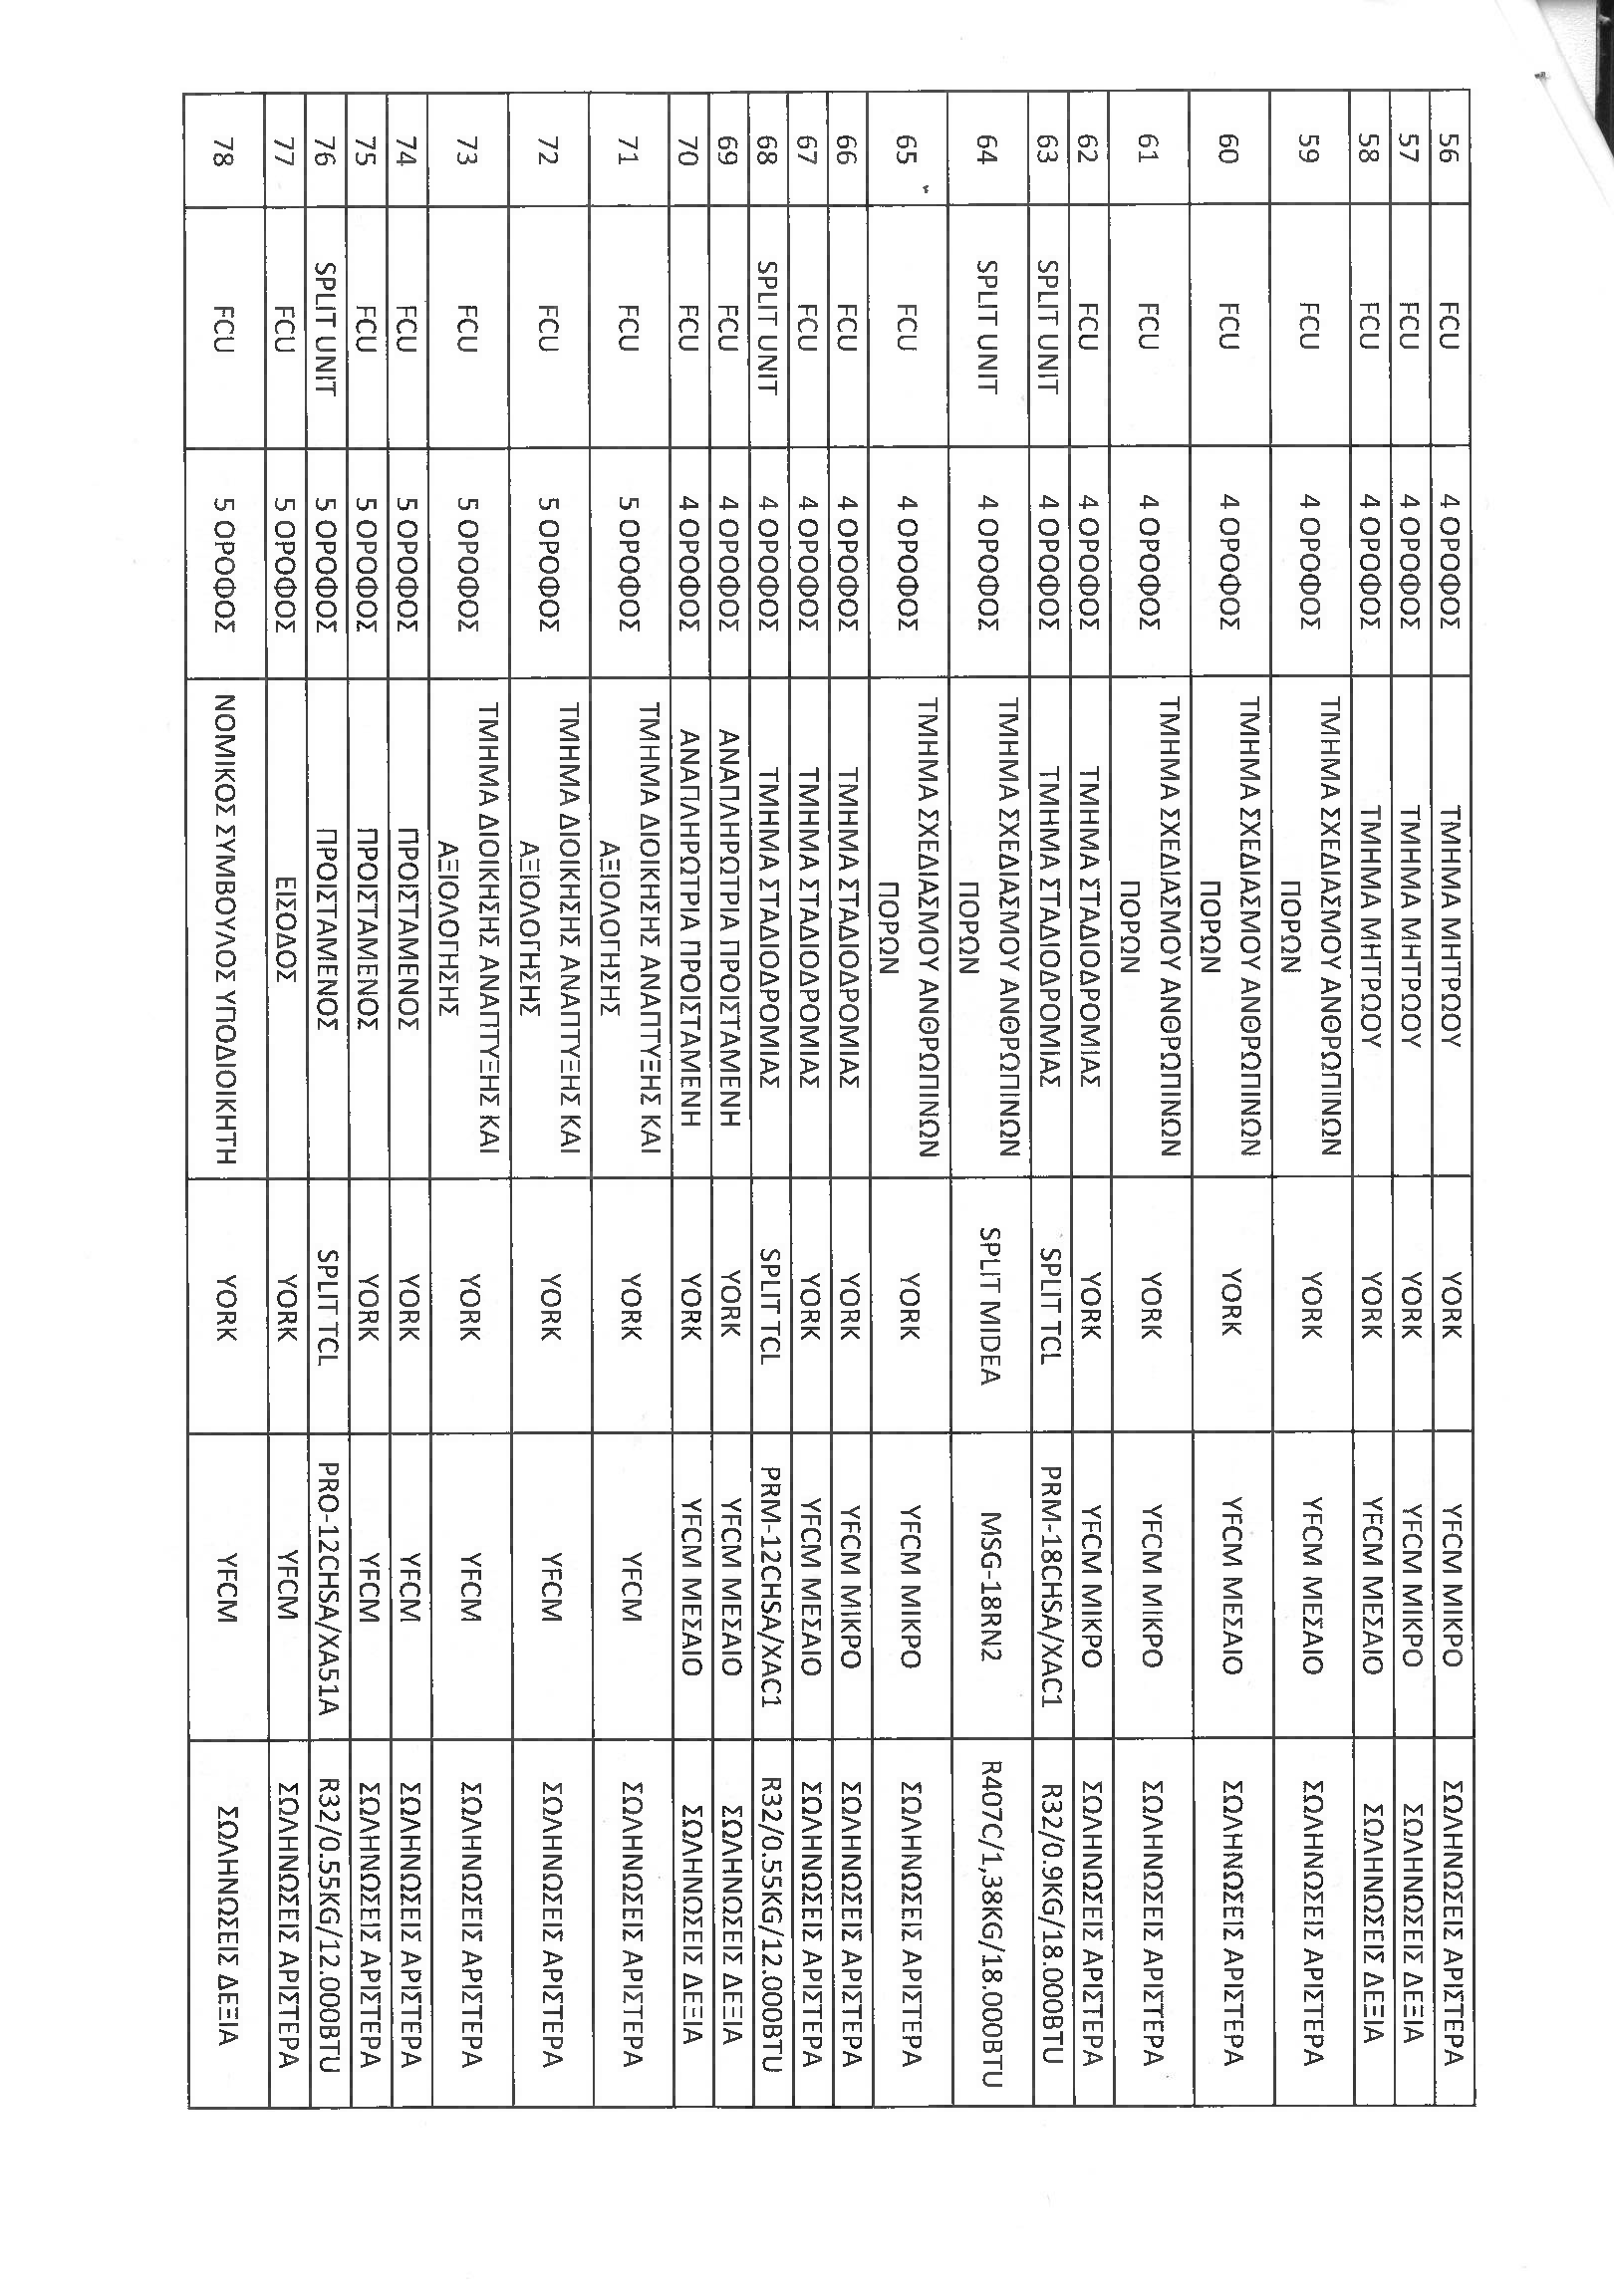 56 FCU 4 ΟΡΟΦΟΣ ΤΜΗΜΑ ΜΗΤΡΩΟΥ YORK YFCM ΜΙΚΡΟ ΣΩΛΗΝΩΣΕΙΣ ΑΡΙΣΤΕΡΑ
57 FCU 4 ΟΡΟΦΟΣ ΤΜΗΜΑ ΜΗΤΡΩΟΥ YORK YFCM ΜΙΚΡΟ ΣΩΛΗΝΩΣΕΙΣ ΔΕΞΙΑ
58 FCU 4 ΟΡΟΦΟΣ ΤΜΗΜΑ ΜΗΤΡΩΟΥ YORK YFCM ΜΕΣΑΙΟ ΣΩΛΗΝΩΣΕΙΣ ΔΕΞΙΑ
59 FCU 4 ΟΡΟΦΟΣ ΤΜΗΜΑ ΣΧΕΔΙΑΣΜΟΥ ΑΝΘΡΩΠΙΝΩΝ
ΠΟΡΩΝ YORK YFCM ΜΕΣΑΙΟ ΣΩΛΗΝΩΣΕΙΣ ΑΡΙΣΤΕΡΑ
60 FCU 4 ΟΡΟΦΟΣ ΤΜΗΜΑ ΣΧΕΔΙΑΣΜΟΥ ΑΝΘΡΩΠΙΝΩΝ
ΠΟΡΩΝ YORK YFCM ΜΕΣΑΙΟ ΣΩΛΗΝΩΣΕΙΣ ΑΡΙΣΤΕΡΑ
61 FCU 4 ΟΡΟΦΟΣ ΤΜΗΜΑ ΣΧΕΔΙΑΣΜΟΥ ΑΝΘΡΩΠΙΝΩΝ
ΠΟΡΩΝ YORK YFCM ΜΙΚΡΟ ΣΩΛΗΝΩΣΕΙΣ ΑΡΙΣΤΕΡΑ
62 FCU 4 ΟΡΟΦΟΣ ΤΜΗΜΑ ΣΤΑΔΙΟΔΡΟΜΙΑΣ YORK YFCM ΜΙΚΡΟ ΣΩΛΗΝΩΣΕΙΣ ΑΡΙΣΤΕΡΑ
63 SPLIT UNIT 4 ΟΡΟΦΟΣ ΤΜΗΜΑ ΣΤΑΔΙΟΔΡΟΜΙΑΣ SPLIT TCL PRM-18CHSA/XAC1 R32/0.9KG/18.000BTU
64 SPLIT UNIT 4 ΟΡΟΦΟΣ ΤΜΗΜΑ ΣΧΕΔΙΑΣΜΟΥ ΑΝΘΡΩΠΙΝΩΝ
ΠΟΡΩΝ SPLIT MIDEA MSG-18RN2 R407C/1,38KG/18.000BTU
65 FCU 4 ΟΡΟΦΟΣ ΤΜΗΜΑ ΣΧΕΔΙΑΣΜΟΥ ΑΝΘΡΩΠΙΝΩΝ
ΠΟΡΩΝ YORK YFCM ΜΙΚΡΟ ΣΩΛΗΝΩΣΕΙΣ ΑΡΙΣΤΕΡΑ
66 FCU 4 ΟΡΟΦΟΣ ΤΜΗΜΑ ΣΤΑΔΙΟΔΡΟΜΙΑΣ YORK YFCM ΜΙΚΡΟ ΣΩΛΗΝΩΣΕΙΣ ΑΡΙΣΤΕΡΑ
67 FCU 4 ΟΡΟΦΟΣ ΤΜΗΜΑ ΣΤΑΔΙΟΔΡΟΜΙΑΣ YORK YFCM ΜΕΣΑΙΟ ΣΩΛΗΝΩΣΕΙΣ ΑΡΙΣΤΕΡΑ
68 SPLIT UNIT 4 ΟΡΟΦΟΣ ΤΜΗΜΑ ΣΤΑΔΙΟΔΡΟΜΙΑΣ SPLIT TCL PRM-12CHSA/XAC1 R32/0.55KG/12.000BTU
69 FCU 4 ΟΡΟΦΟΣ ΑΝΑΠΛΗΡΩΤΡΙΑ ΠΡΟΙΣΤΑΜΕΝΗ YORK YFCM ΜΕΣΑΙΟ ΣΩΛΗΝΩΣΕΙΣ ΔΕΞΙΑ
70 FCU 4 ΟΡΟΦΟΣ ΑΝΑΠΛΗΡΩΤΡΙΑ ΠΡΟΙΣΤΑΜΕΝΗ YORK YFCM ΜΕΣΑΙΟ ΣΩΛΗΝΩΣΕΙΣ ΔΕΞΙΑ
71 FCU 5 ΟΡΟΦΟΣ ΤΜΗΜΑ ΔΙΟΙΚΗΣΗΣ ΑΝΑΠΤΥΞΗΣ ΚΑΙ
ΑΞΙΟΛΟΓΗΣΗΣ YORK YFCM ΣΩΛΗΝΩΣΕΙΣ ΑΡΙΣΤΕΡΑ
72 FCU 5 ΟΡΟΦΟΣ ΤΜΗΜΑ ΔΙΟΙΚΗΣΗΣ ΑΝΑΠΤΥΞΗΣ ΚΑΙ
ΑΞΙΟΛΟΓΗΣΗΣ YORK YFCM ΣΩΛΗΝΩΣΕΙΣ ΑΡΙΣΤΕΡΑ
73 FCU 5 ΟΡΟΦΟΣ ΤΜΗΜΑ ΔΙΟΙΚΗΣΗΣ ΑΝΑΠΤΥΞΗΣ ΚΑΙ
ΑΞΙΟΛΟΓΗΣΗΣ YORK YFCM ΣΩΛΗΝΩΣΕΙΣ ΑΡΙΣΤΕΡΑ
74 FCU 5 ΟΡΟΦΟΣ ΠΡΟΙΣΤΑΜΕΝΟΣ YORK YFCM ΣΩΛΗΝΩΣΕΙΣ ΑΡΙΣΤΕΡΑ
75 FCU 5 ΟΡΟΦΟΣ ΠΡΟΙΣΤΑΜΕΝΟΣ YORK YFCM ΣΩΛΗΝΩΣΕΙΣ ΑΡΙΣΤΕΡΑ
76 SPLIT UNIT 5 ΟΡΟΦΟΣ ΠΡΟΙΣΤΑΜΕΝΟΣ SPLIT TCL PRO-12CHSA/XA51A R32/0.55KG/12.000BTU
77 FCU 5 ΟΡΟΦΟΣ ΕΙΣΟΔΟΣ YORK YFCM ΣΩΛΗΝΩΣΕΙΣ ΑΡΙΣΤΕΡΑ
78 FCU 5 ΟΡΟΦΟΣ ΝΟΜΙΚΟΣ ΣΥΜΒΟΥΛΟΣ ΥΠΟΔΙΟΙΚΗΤΗ YORK YFCM ΣΩΛΗΝΩΣΕΙΣ ΔΕΞΙΑ